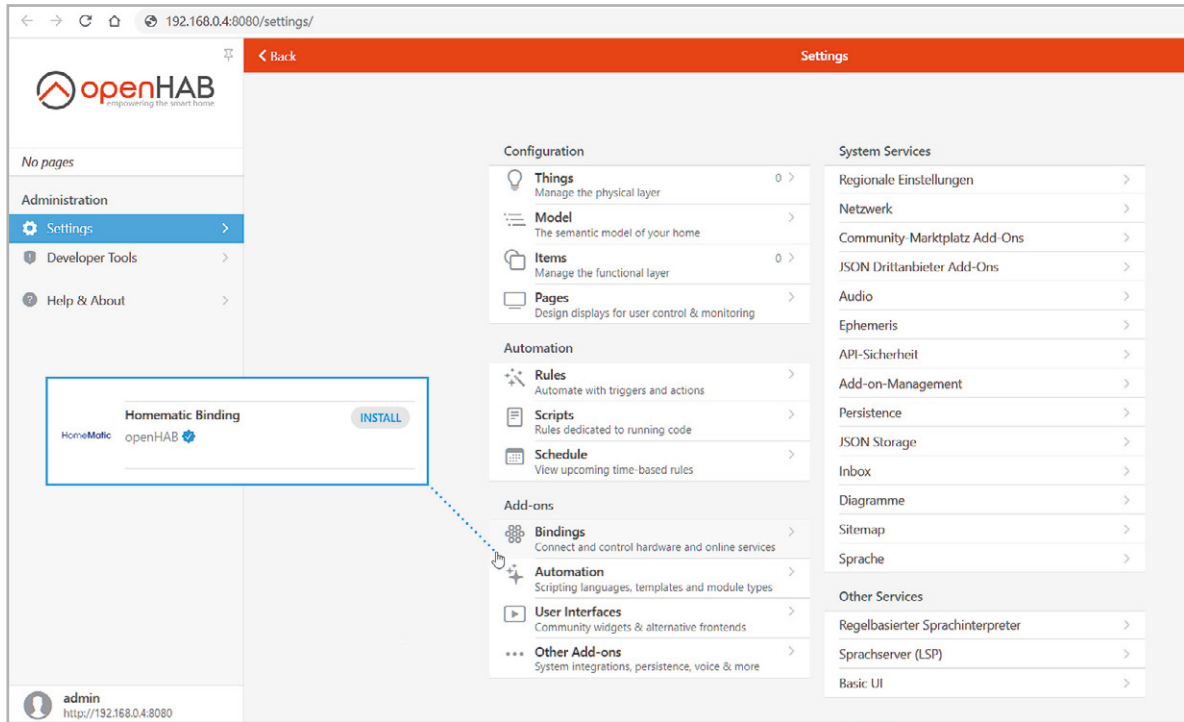 192.168.0.4:8080/settings/
openHAB
empowering the smart home
Back
Settings
No pages
Administration
Settings
Developer Tools
Help & About
HomeMatic
Homematic Binding
openHAB
INSTALL
Configuration
Things
0
Manage the physical layer
Model
The semantic model of your home
Items
0
Manage the functional layer
Pages
Design displays for user control & monitoring
Automation
Rules
Automate with triggers and actions
Scripts
Rules dedicated to running code
Schedule
View upcoming time-based rules
Add-ons
Bindings
Connect and control hardware and online services
Automation
Scripting languages, templates and module types
User Interfaces
Community widgets & alternative frontends
Other Add-ons
System integrations, persistence, voice & more
System Services
Regionale Einstellungen
Netzwerk
Community-Marktplatz Add-Ons
JSON Drittanbieter Add-Ons
Audio
Ephemeris
API-Sicherheit
Add-on-Management
Persistence
JSON Storage
Inbox
Diagramme
Sitemap
Sprache
Other Services
Regelbasierter Sprachinterpreter
Sprachserver (LSP)
Basic UI
admin
http://192.168.0.4:8080